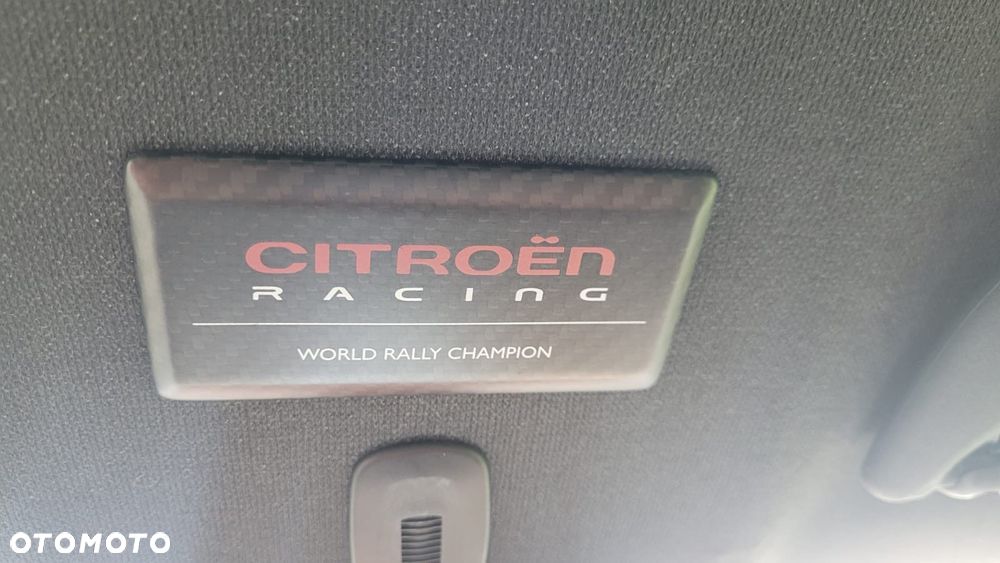 CITROËN
RACING
WORLD RALLY CHAMPION
OTOMOTO